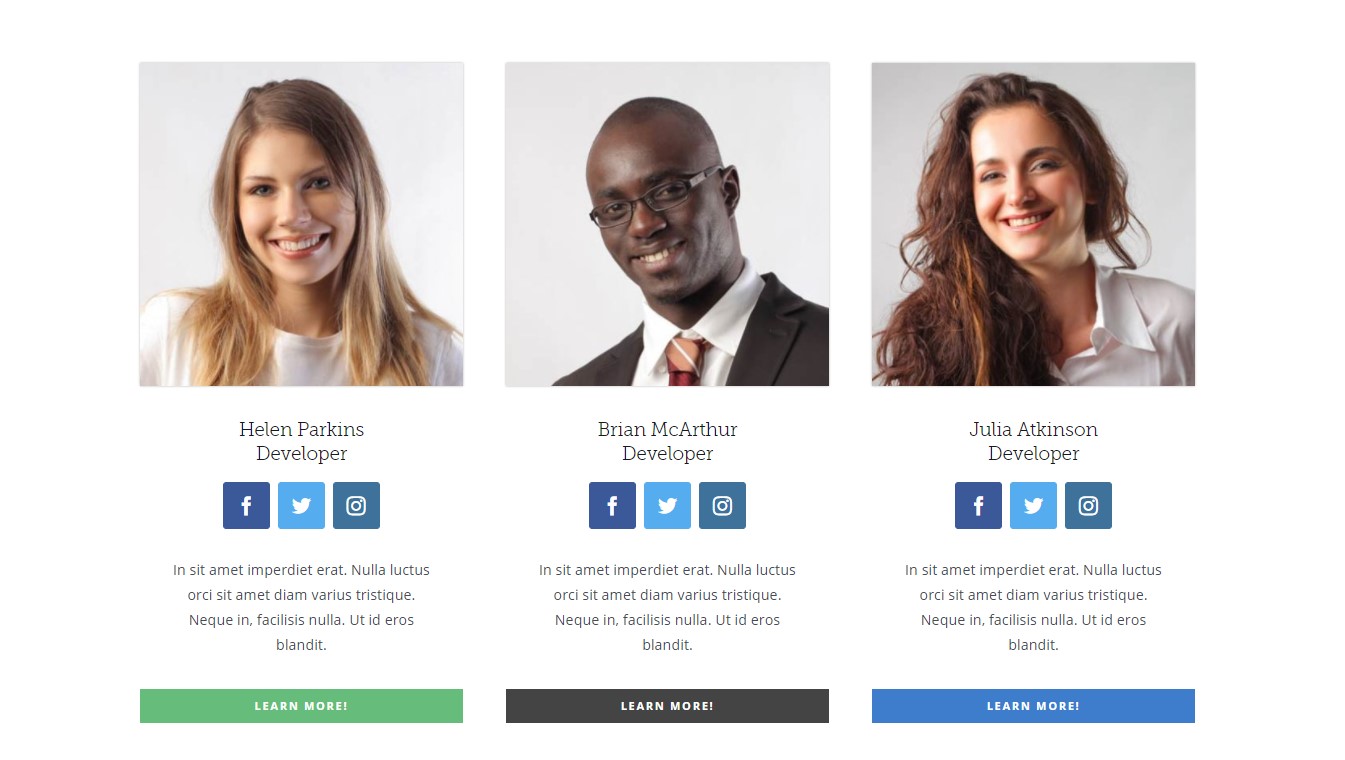 Helen Parkins
Developer
In sit amet imperdiet erat. Nulla luctus
orci sit amet diam varius tristique.
Neque in, facilisis nulla. Ut id eros
blandit.
LEARN MORE!
Brian McArthur
Developer
In sit amet imperdiet erat. Nulla luctus
orci sit amet diam varius tristique.
Neque in, facilisis nulla. Ut id eros
blandit.
LEARN MORE!
Julia Atkinson
Developer
In sit amet imperdiet erat. Nulla luctus
orci sit amet diam varius tristique.
Neque in, facilisis nulla. Ut id eros
blandit.
LEARN MORE!